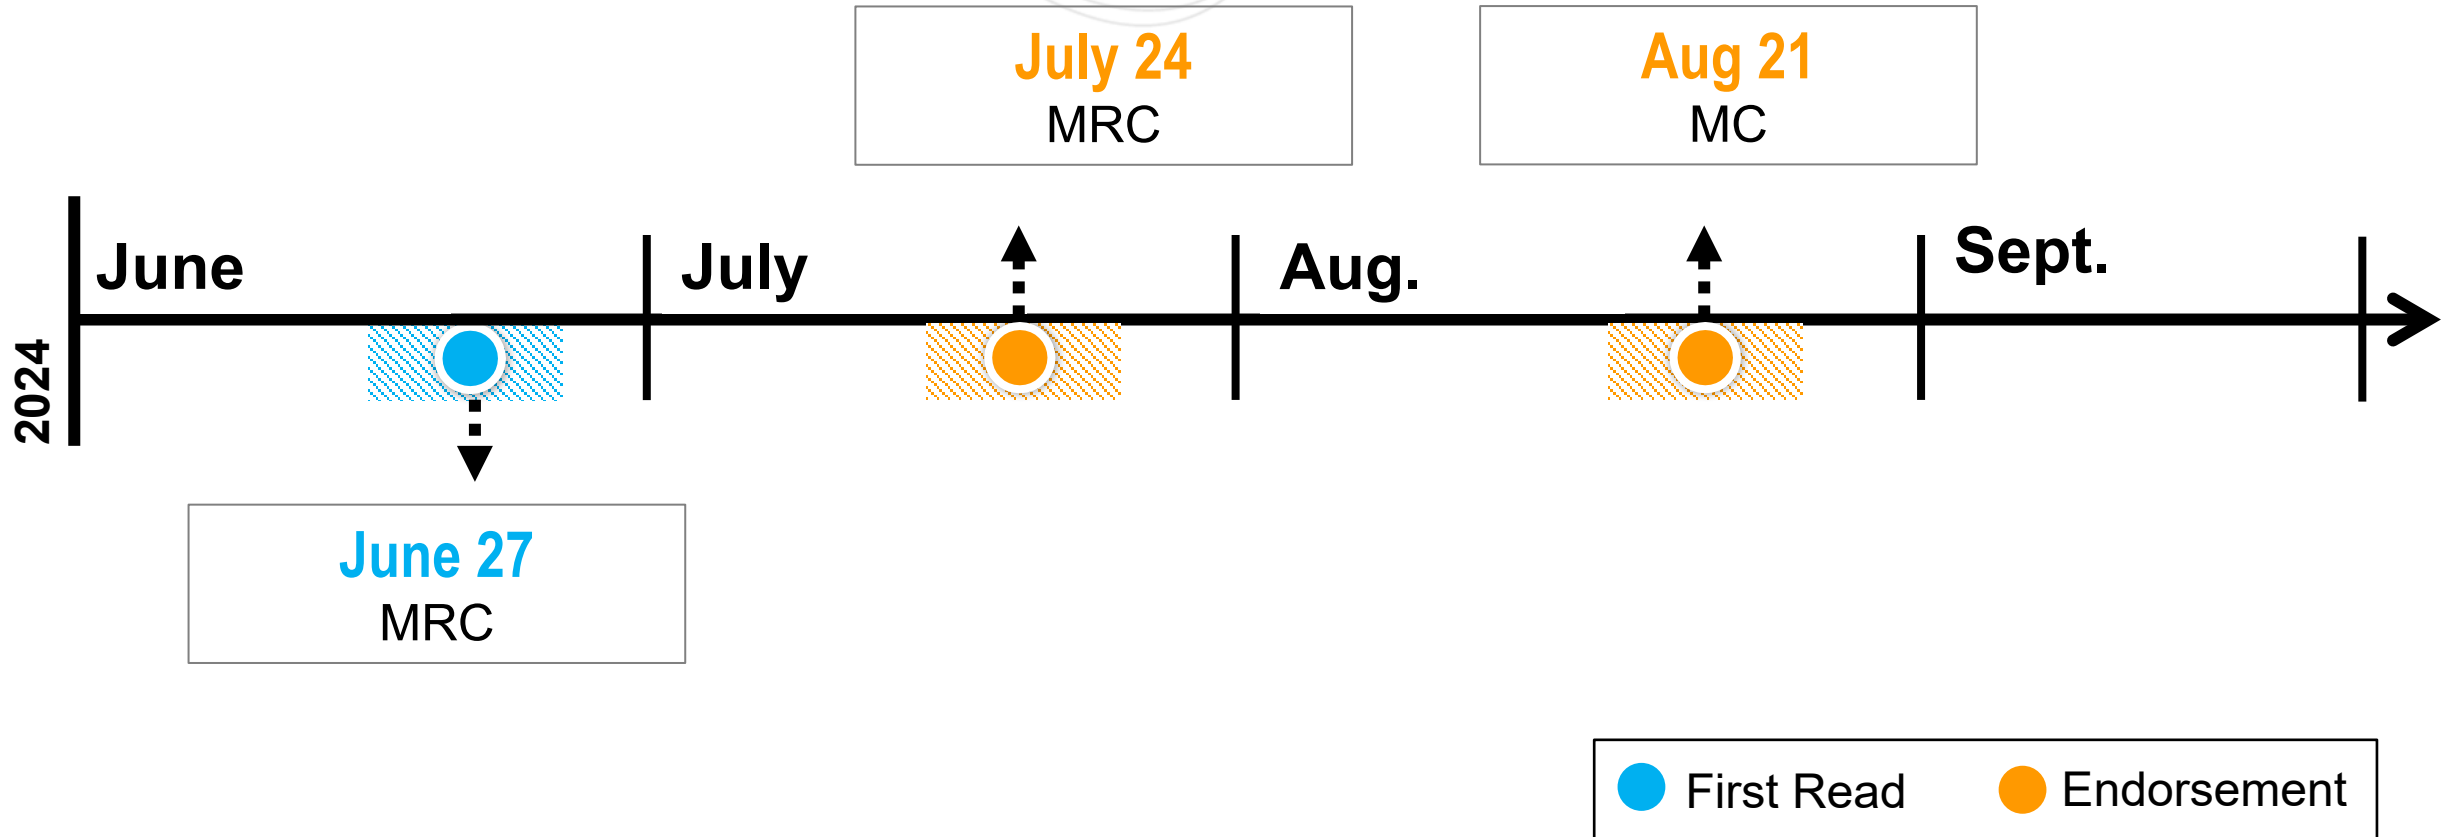 July 24
MRC
Aug 21
MC
June
July
Aug.
Sept.
2024
June 27
MRC
First Read
Endorsement